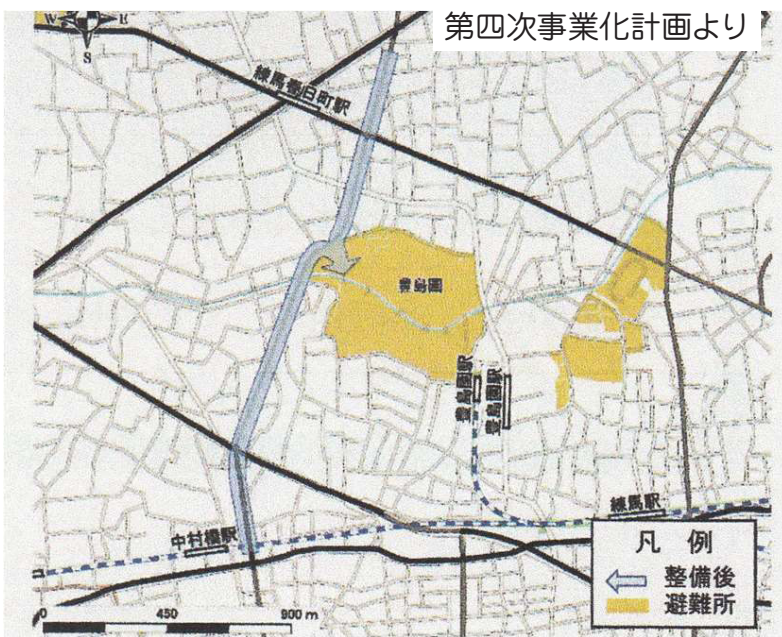 第四次事業化計画より
W
E
S
練馬春日町駅
豊島園
豊島園駅
豊島園駅
練馬駅
中村橋駅
凡 例
整備後
避難所
0 450 900 m